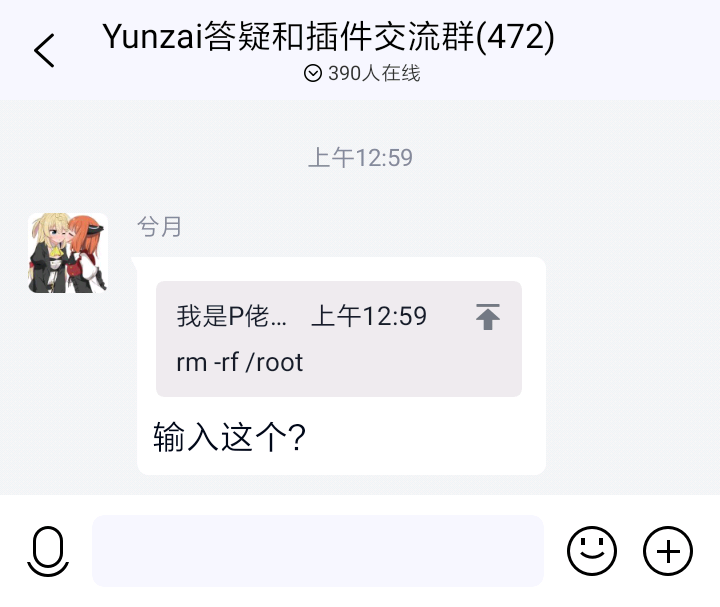 Yunzai答疑和插件交流群(472)
390人在线
上午12:59
兮月
我是P佬... 上午12:59
rm -rf /root
输入这个?